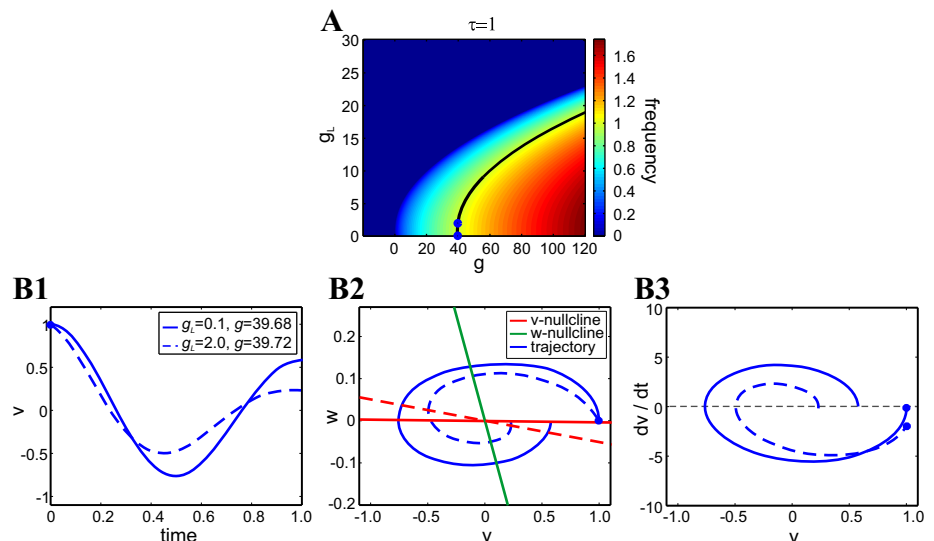 A
τ=1
30
25
20
15
10
5
0
g_L
0 20 40 60 80 100 120
g
1.6
1.4
1.2
1
0.8
0.6
0.4
0.2
0
frequency
B1
1
0.5
0
-0.5
-1
v
0 0.2 0.4 0.6 0.8 1.0
time
g_L=0.1, g=39.68
g_L=2.0, g=39.72
B2
0.2
0.1
0
-0.1
-0.2
w
-1.0 -0.5 0 0.5 1.0
v
v-nullcline
w-nullcline
trajectory
B3
10
5
0
-5
-10
dv / dt
-1.0 -0.5 0 0.5 1.0
v